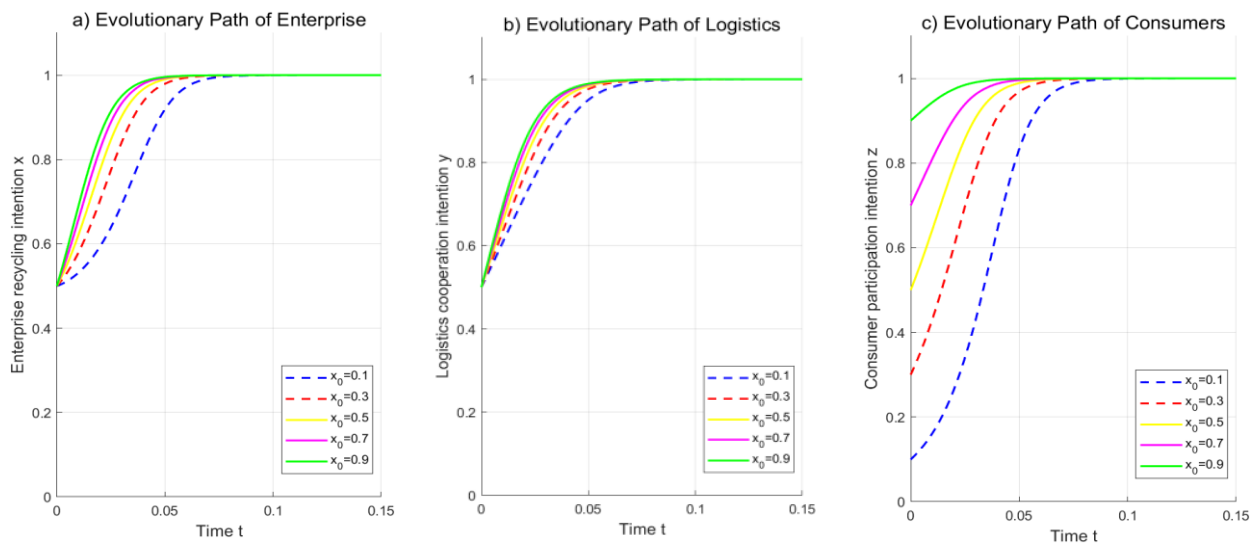 a) Evolutionary Path of Enterprise
Enterprise recycling intention x
1
0.8
0.6
0.4
0.2
0
0
0.05
0.1
0.15
Time t
x0=0.1
x0=0.3
x0=0.5
x0=0.7
x0=0.9
b) Evolutionary Path of Logistics
Logistics cooperation intention y
1
0.8
0.6
0.4
0.2
0
0
0.05
0.1
0.15
Time t
x0=0.1
x0=0.3
x0=0.5
x0=0.7
x0=0.9
c) Evolutionary Path of Consumers
Consumer participation intention z
1
0.8
0.6
0.4
0.2
0
0
0.05
0.1
0.15
Time t
x0=0.1
x0=0.3
x0=0.5
x0=0.7
x0=0.9